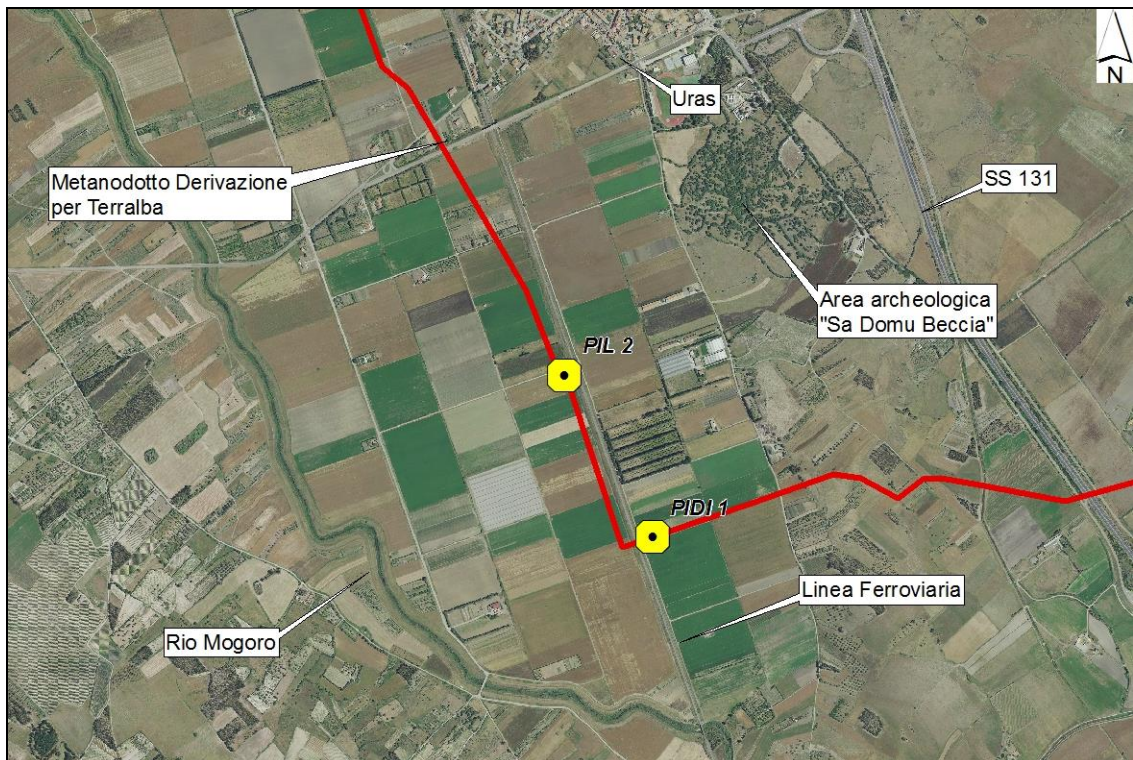 N
Uras
Metanodotto Derivazione
per Terralba
SS 131
Area archeologica
"Sa Domu Beccia"
PIL 2
PIDI 1
Linea Ferroviaria
Rio Mogoro